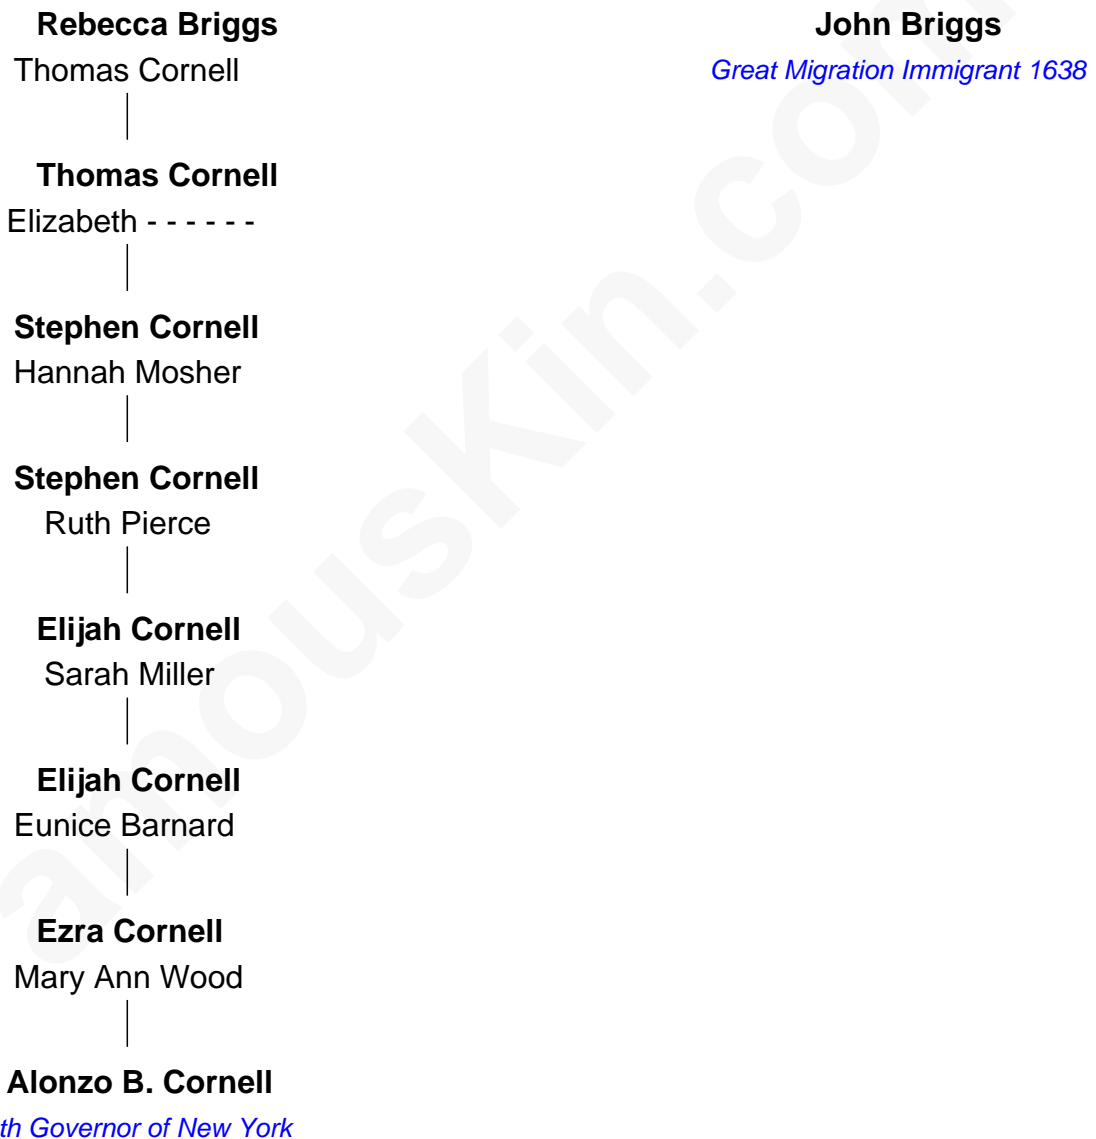 Rebecca Briggs
John Briggs
Thomas Cornell
Great Migration Immigrant 1638
Thomas Cornell
Elizabeth - - - - - -
Stephen Cornell
Hannah Mosher
Stephen Cornell
Ruth Pierce
Elijah Cornell
Sarah Miller
Elijah Cornell
Eunice Barnard
Ezra Cornell
Mary Ann Wood
Alonzo B. Cornell
th Governor of New York
amouskin.com